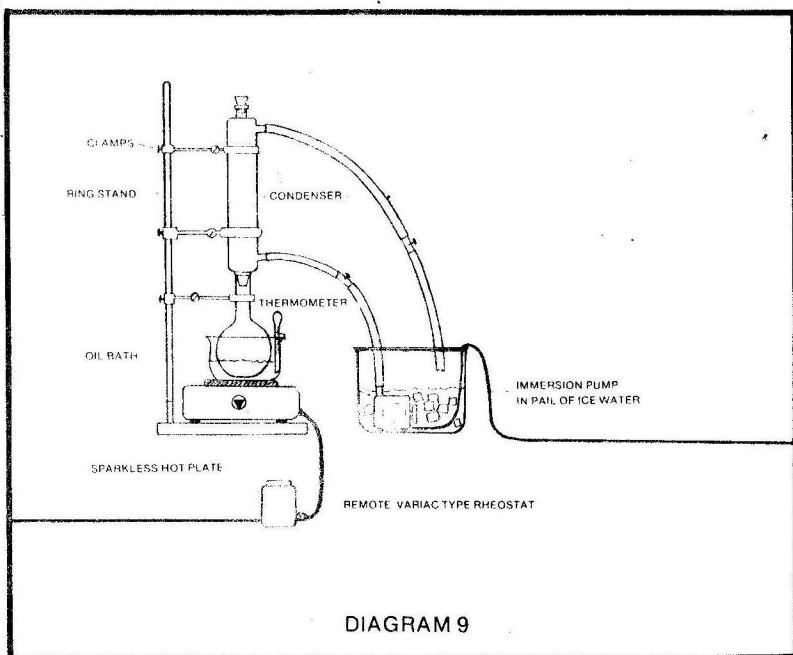 CLAMPS
RING STAND
CONDENSER
THERMOMETER
OIL BATH
IMMERSION PUMP
IN PAIL OF ICE WATER
SPARKLESS HOT PLATE
REMOTE VARIAC TYPE RHEOSTAT
DIAGRAM 9